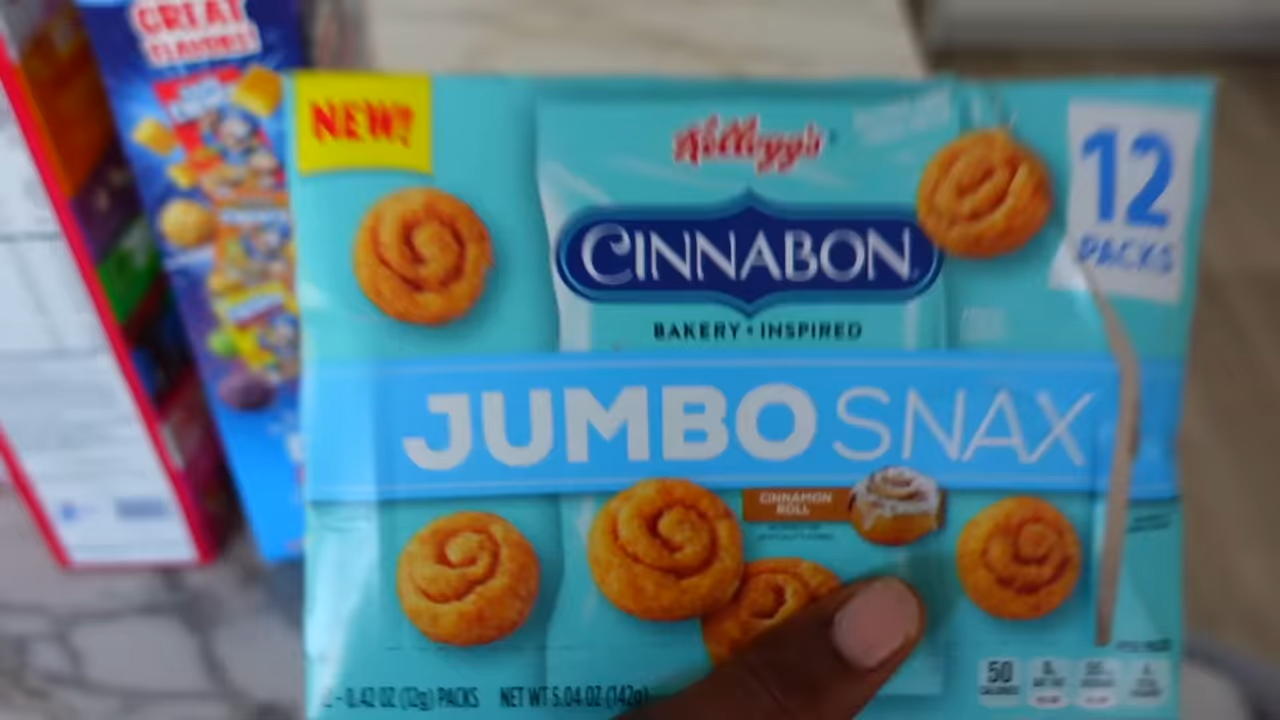 GREAT
FLAVORS!
NEW!
Kellogg's
12
PACKS
CINNABON
BAKERY • INSPIRED
JUMBO SNAX
CINNAMON
ROLL
0.42 OZ (12g) PACKS NET WT 5.04 OZ (142g)
50
CALORIES